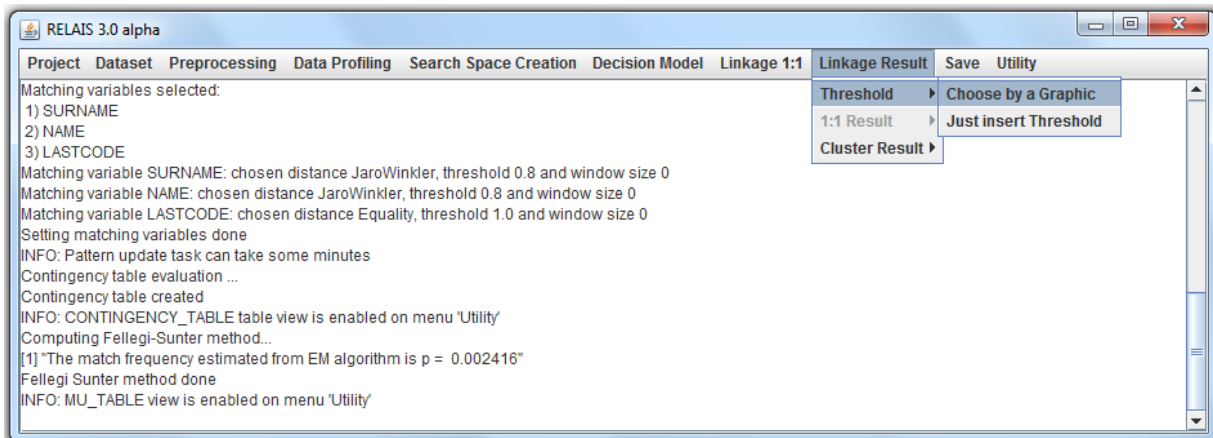 RELAIS 3.0 alpha
Project Dataset Preprocessing Data Profiling Search Space Creation Decision Model Linkage 1:1 Linkage Result Save Utility
Threshold
1:1 Result
Cluster Result
Choose by a Graphic
Just insert Threshold
Matching variables selected:
1) SURNAME
2) NAME
3) LASTCODE
Matching variable SURNAME: chosen distance JaroWinkler, threshold 0.8 and window size 0
Matching variable NAME: chosen distance JaroWinkler, threshold 0.8 and window size 0
Matching variable LASTCODE: chosen distance Equality, threshold 1.0 and window size 0
Setting matching variables done
INFO: Pattern update task can take some minutes
Contingency table evaluation ...
Contingency table created
INFO: CONTINGENCY_TABLE table view is enabled on menu 'Utility'
Computing Fellegi-Sunter method...
[1] "The match frequency estimated from EM algorithm is p = 0.002416"
Fellegi Sunter method done
INFO: MU_TABLE view is enabled on menu 'Utility'